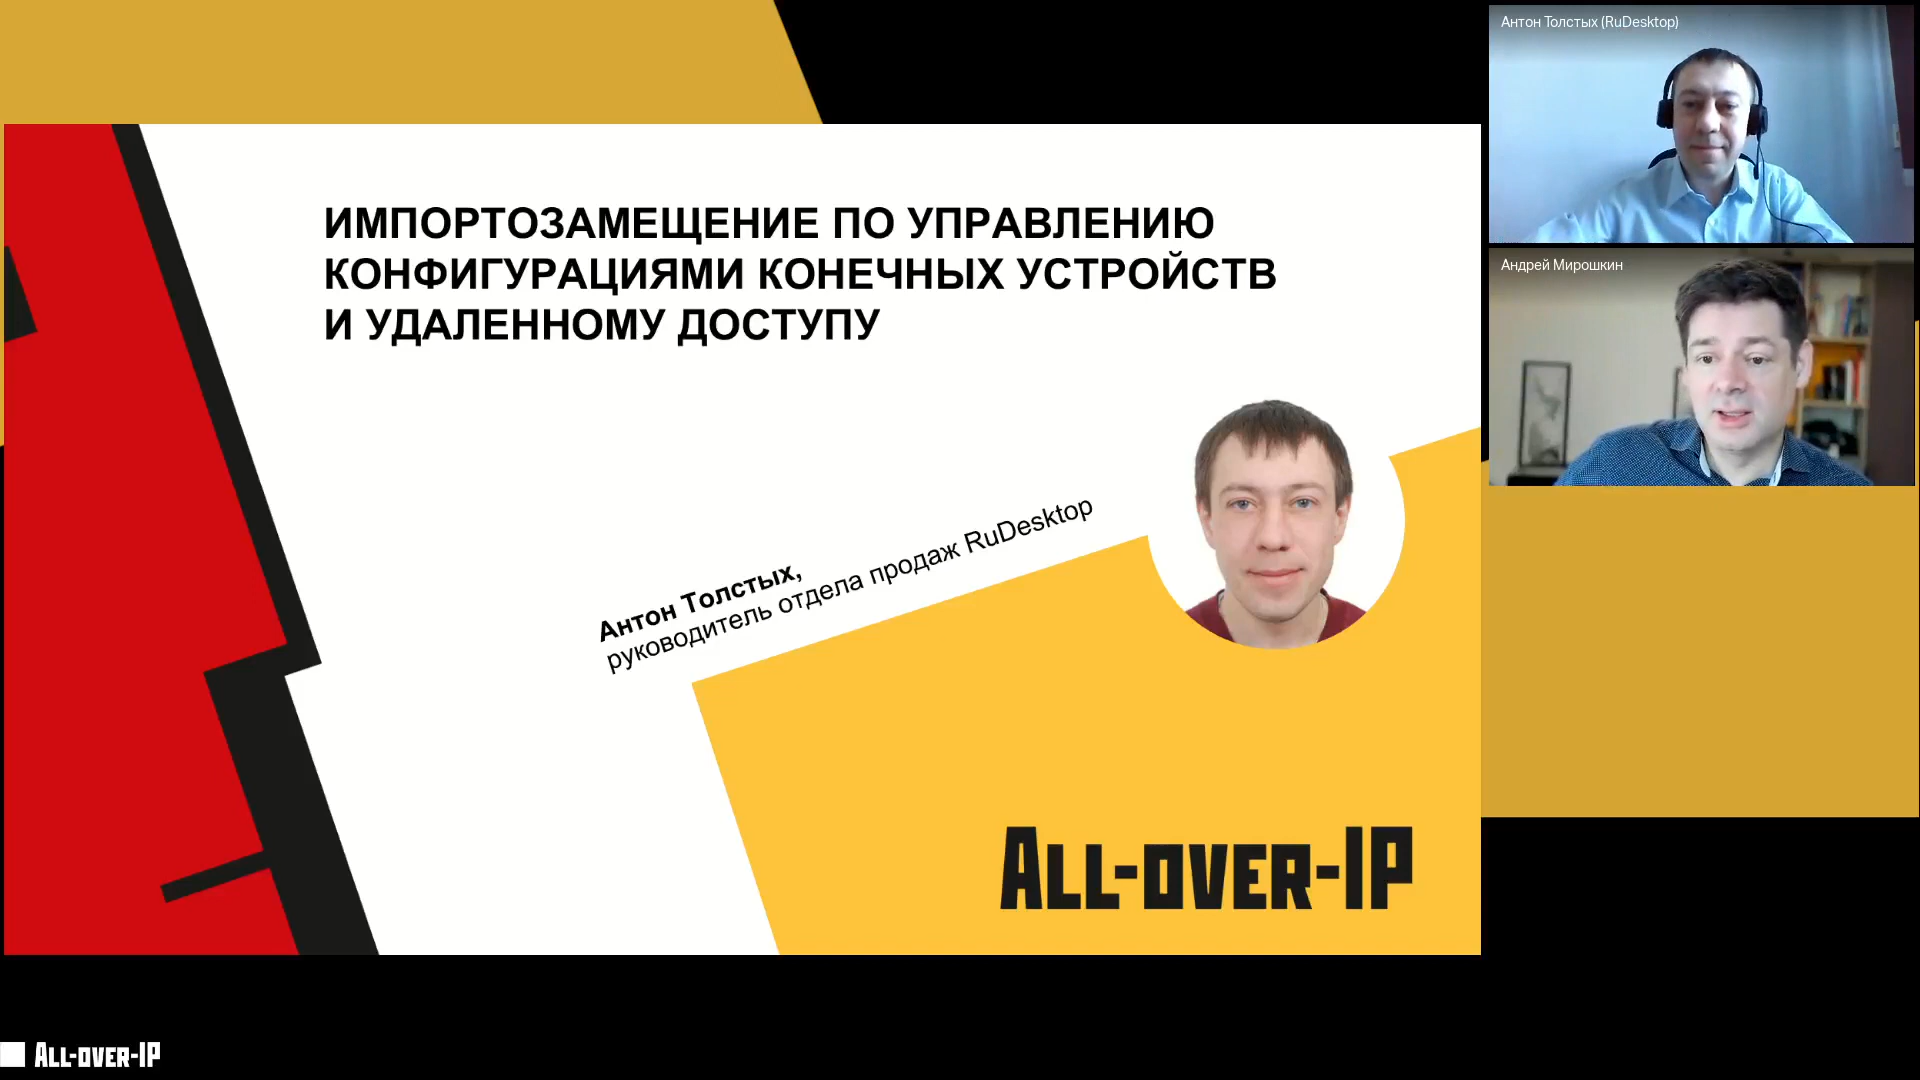 ИМПОРТОЗАМЕЩЕНИЕ ПО УПРАВЛЕНИЮ
КОНФИГУРАЦИЯМИ КОНЕЧНЫХ УСТРОЙСТВ
И УДАЛЕННОМУ ДОСТУПУ
Антон Толстых,
руководитель отдела продаж RuDesktop
ALL-OVER-IP
Антон Толстых (RuDesktop)
Андрей Мирошкин
ALL-OVER-IP